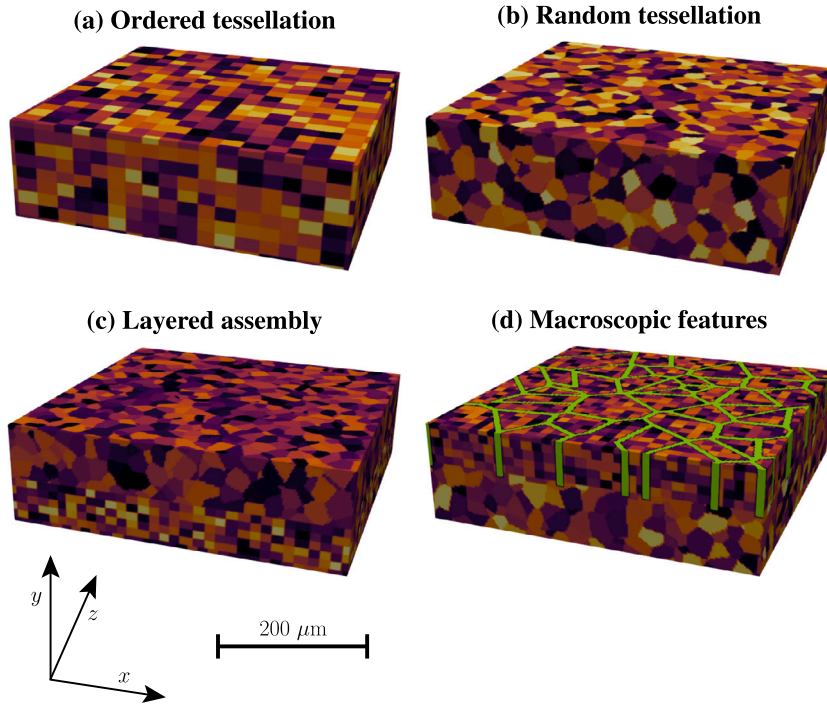 (a) Ordered tessellation
(b) Random tessellation
(c) Layered assembly
(d) Macroscopic features
y
z
x
200 μm